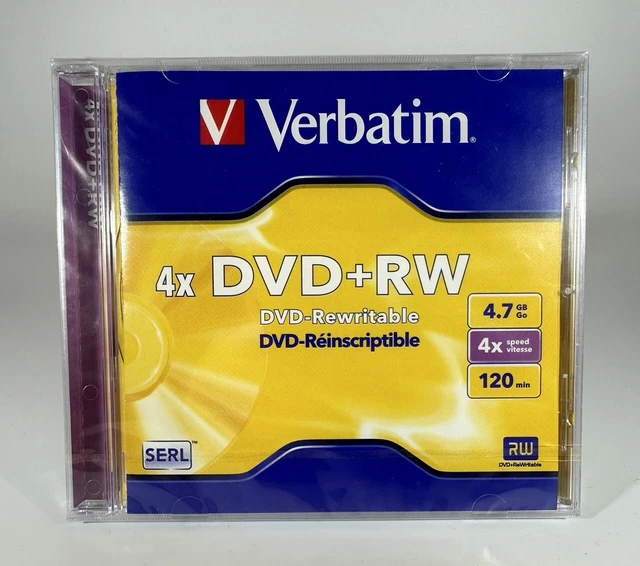 4x DVD+RW
Verbatim®
4x DVD+RW
DVD-Rewritable
DVD-Réinscriptible
4.7 GB Go
4x speed vitesse
120 min
SERL™
RW
DVD+ReWritable